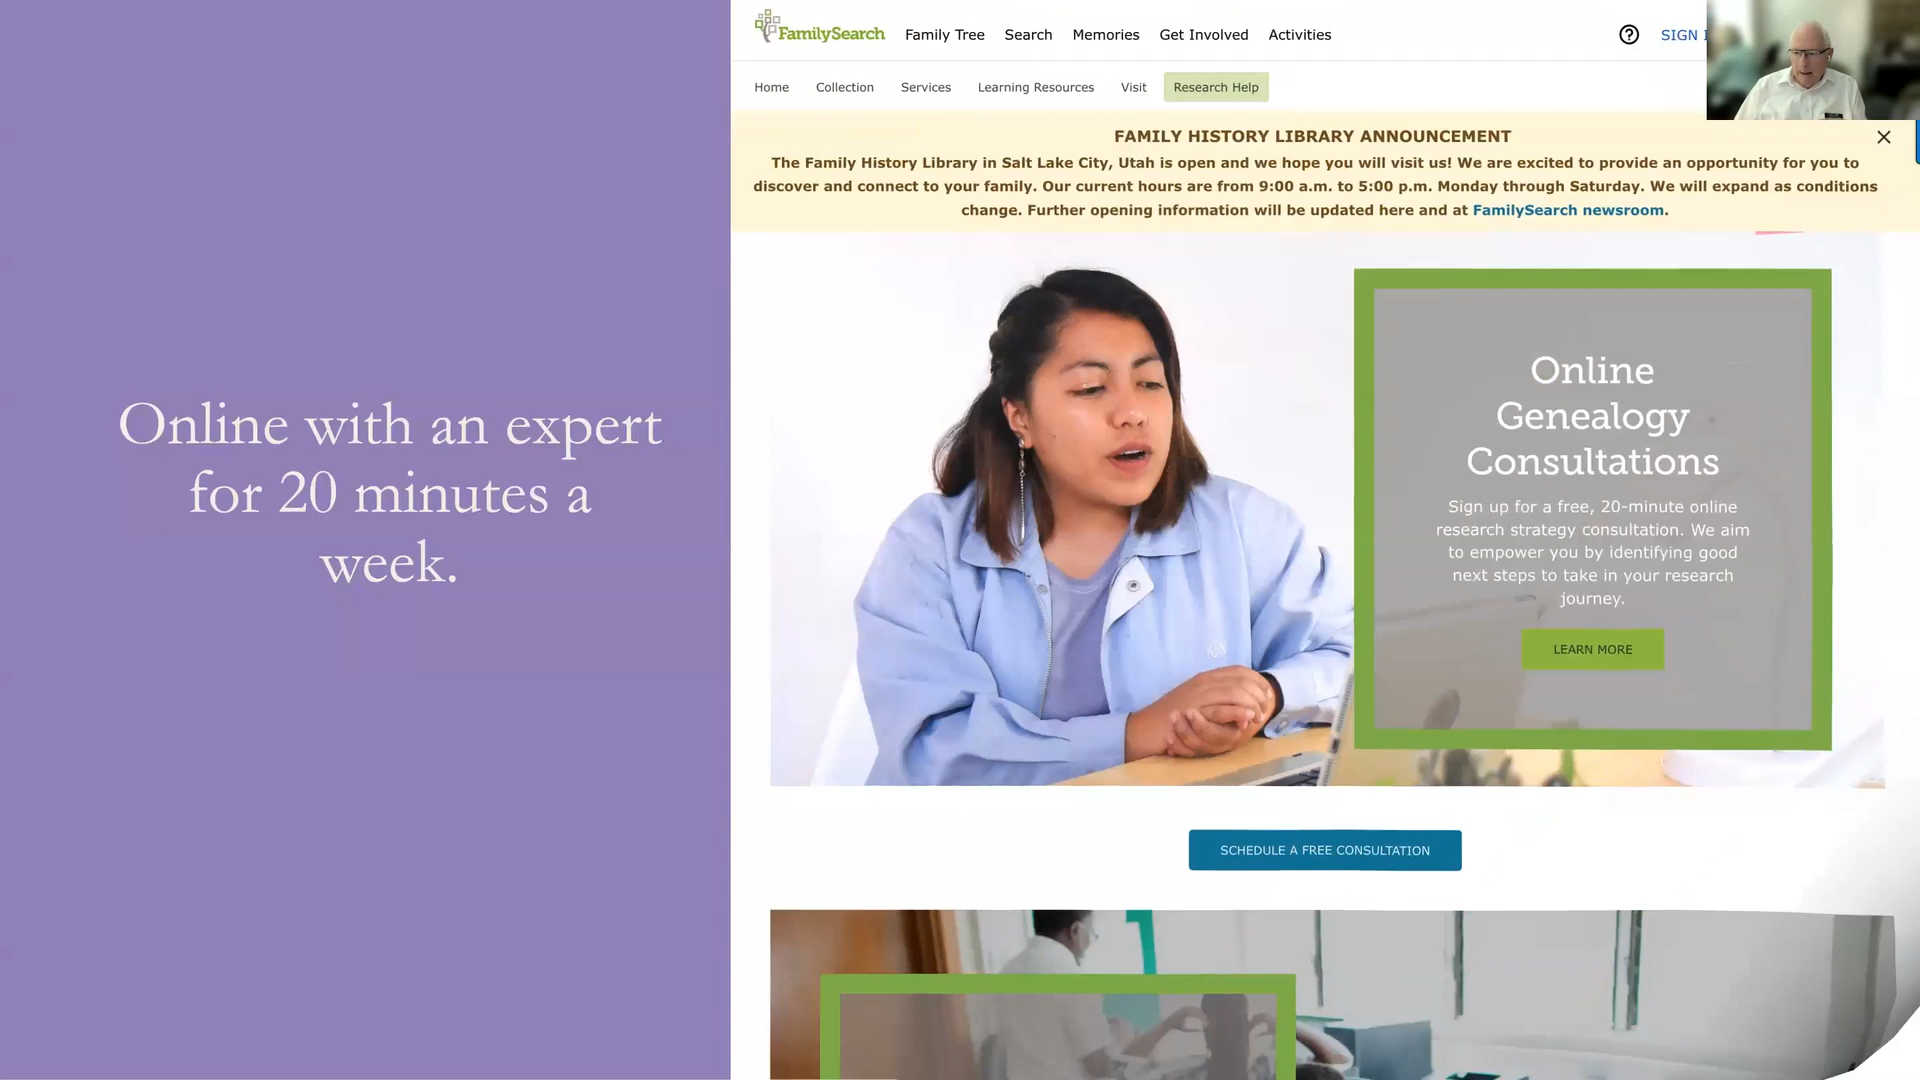 Online with an expert
for 20 minutes a
week.
FamilySearch
Family Tree Search Memories Get Involved Activities
SIGN
Home Collection Services Learning Resources Visit Research Help
FAMILY HISTORY LIBRARY ANNOUNCEMENT
The Family History Library in Salt Lake City, Utah is open and we hope you will visit us! We are excited to provide an opportunity for you to
discover and connect to your family. Our current hours are from 9:00 a.m. to 5:00 p.m. Monday through Saturday. We will expand as conditions
change. Further opening information will be updated here and at FamilySearch newsroom.
Online
Genealogy
Consultations
Sign up for a free, 20-minute online
research strategy consultation. We aim
to empower you by identifying good
next steps to take in your research
journey.
LEARN MORE
SCHEDULE A FREE CONSULTATION